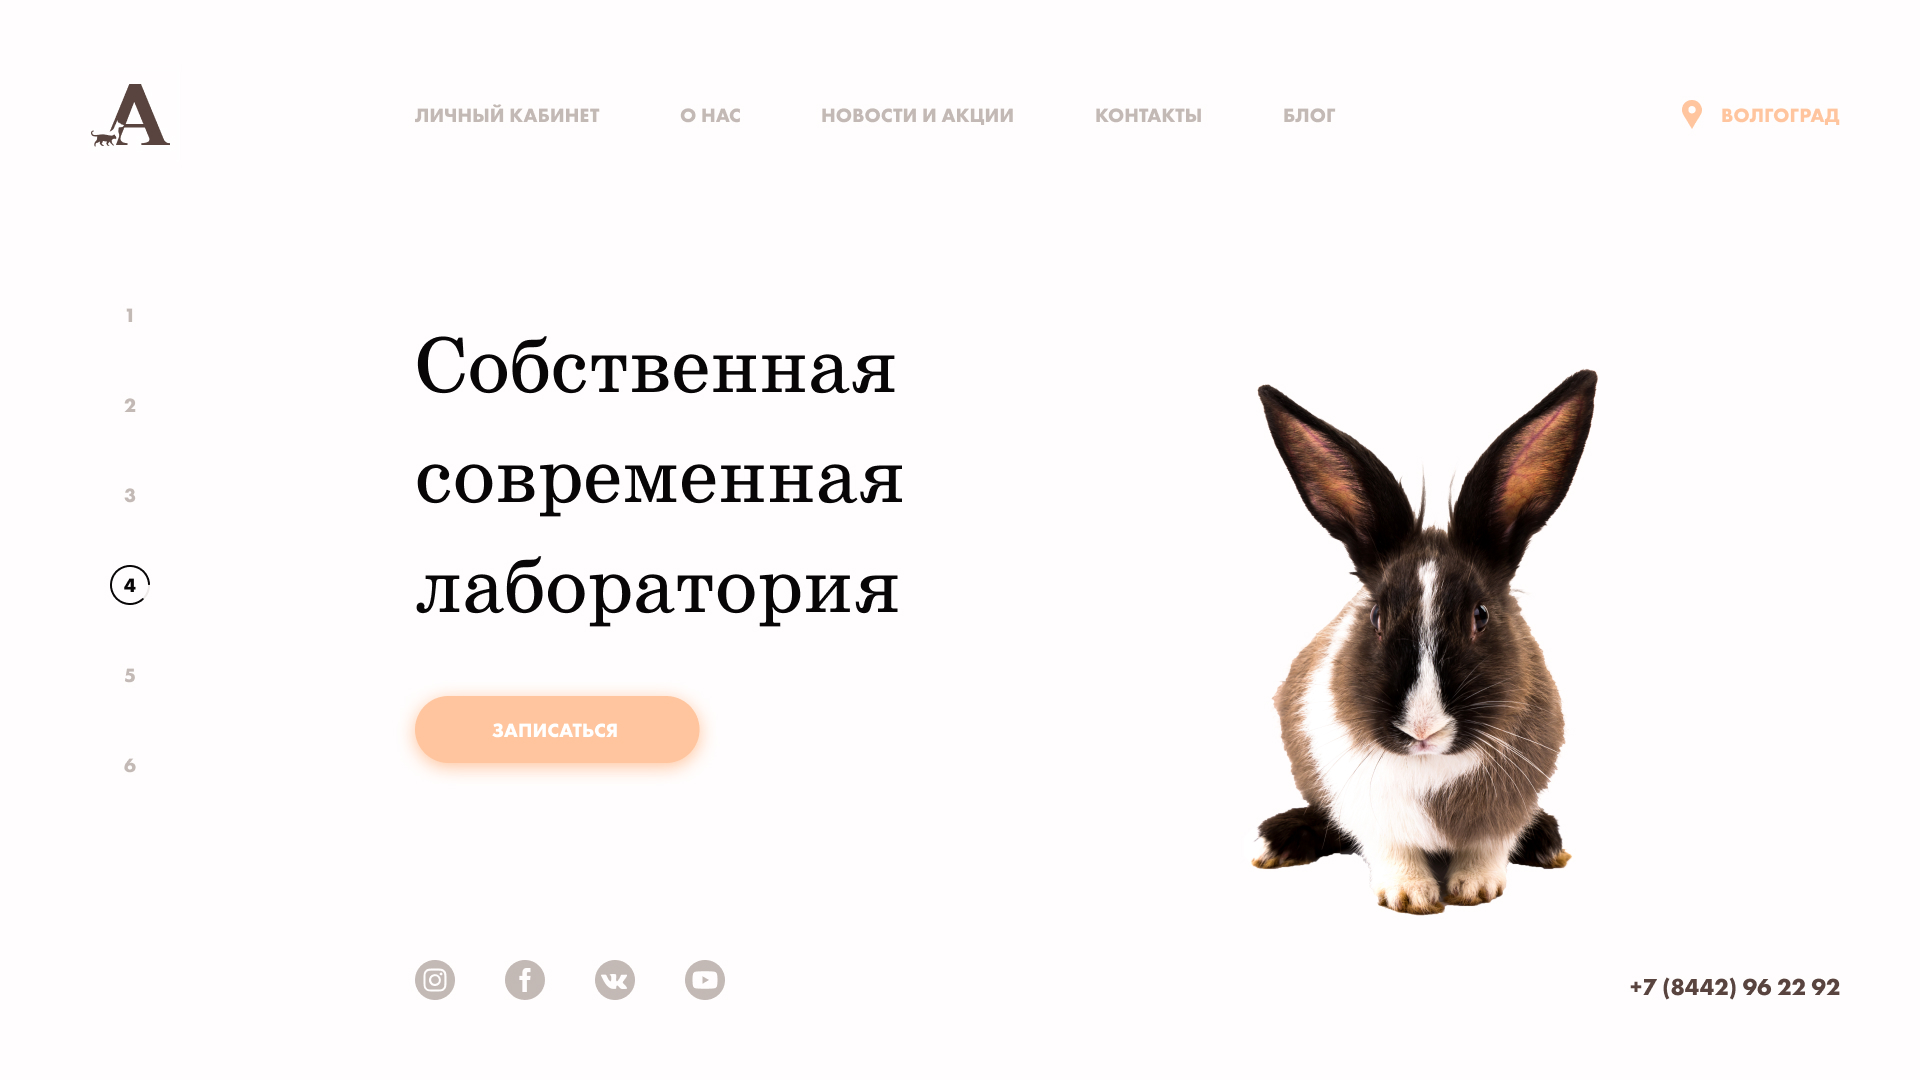 А
ЛИЧНЫЙ КАБИНЕТ
О НАС
НОВОСТИ И АКЦИИ
КОНТАКТЫ
БЛОГ
ВОЛГОГРАД
1
2
3
4
5
6
Собственная
современная
лаборатория
ЗАПИСАТЬСЯ
+7 (8442) 96 22 92